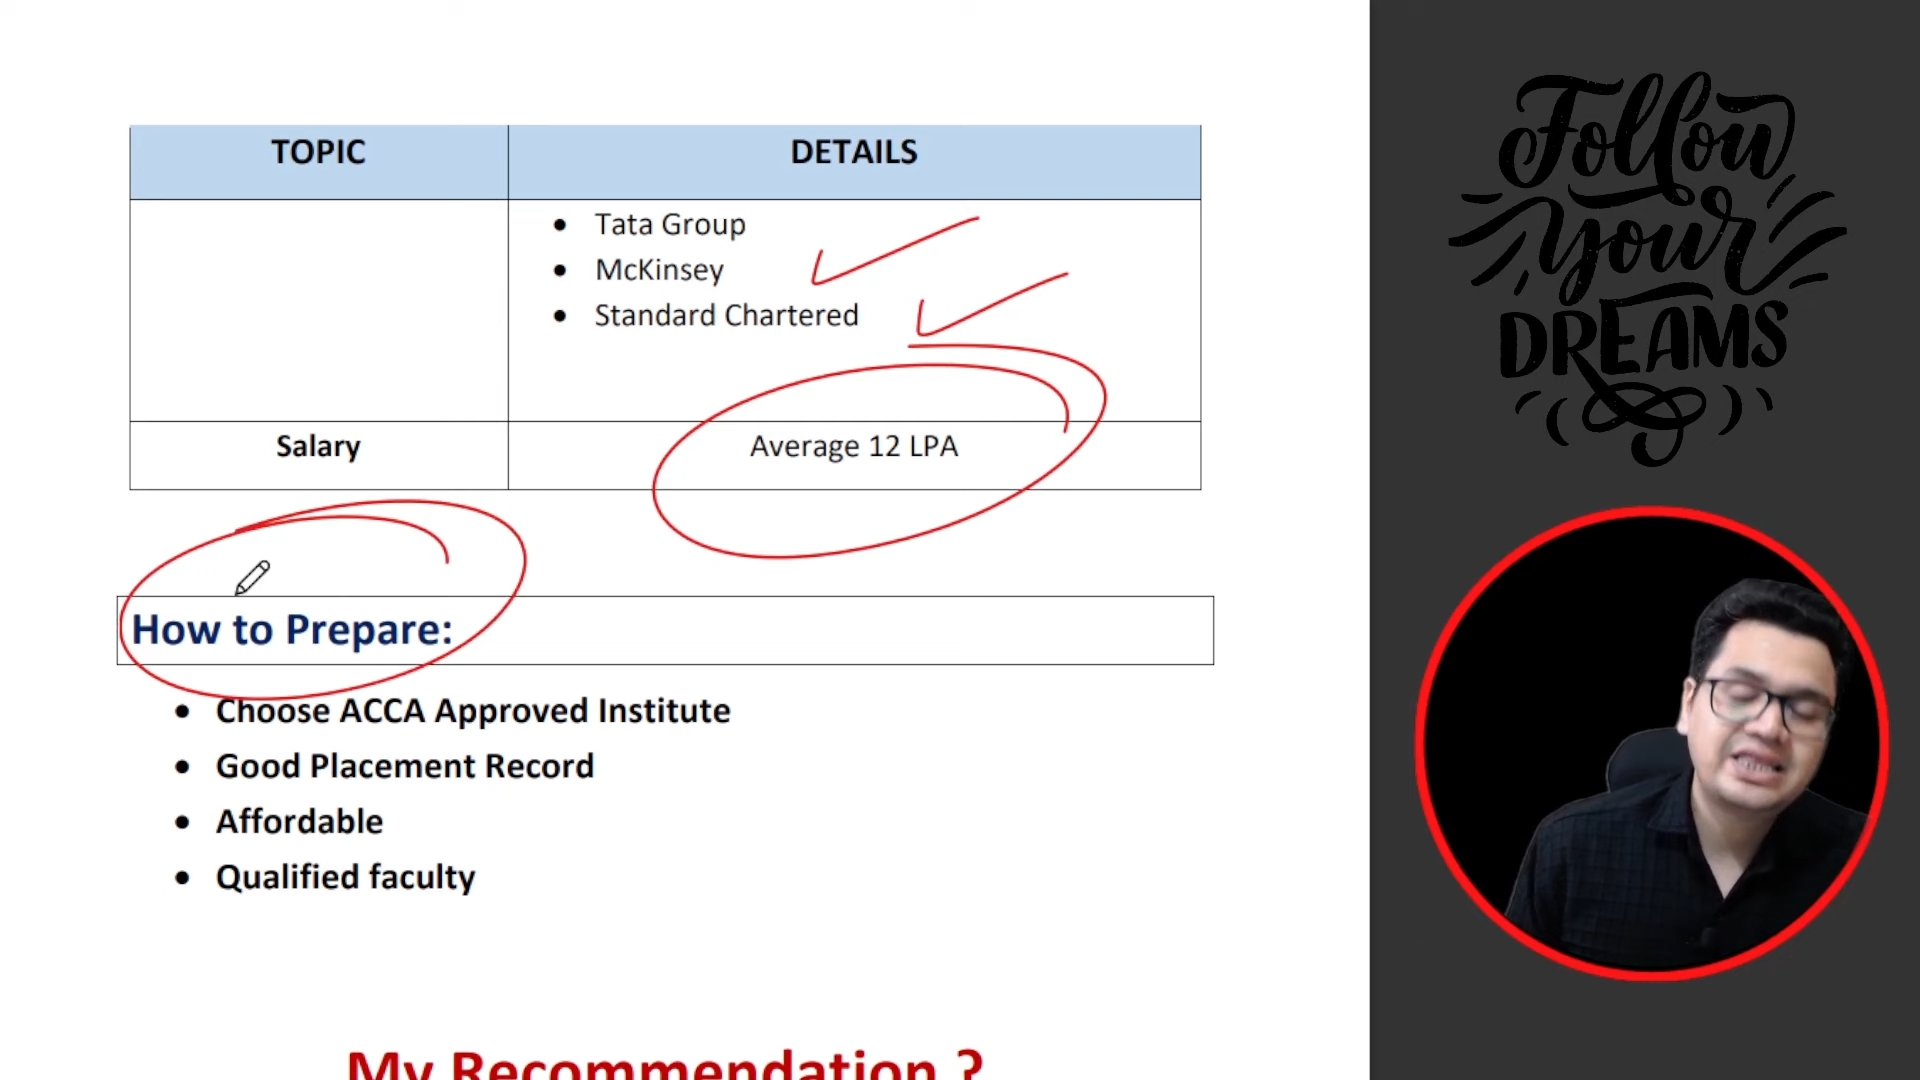 TOPIC DETAILS
• Tata Group
• McKinsey
• Standard Chartered
Salary Average 12 LPA
How to Prepare:
• Choose ACCA Approved Institute
• Good Placement Record
• Affordable
• Qualified faculty
My Recommendation ?
Follow
your
DREAMS